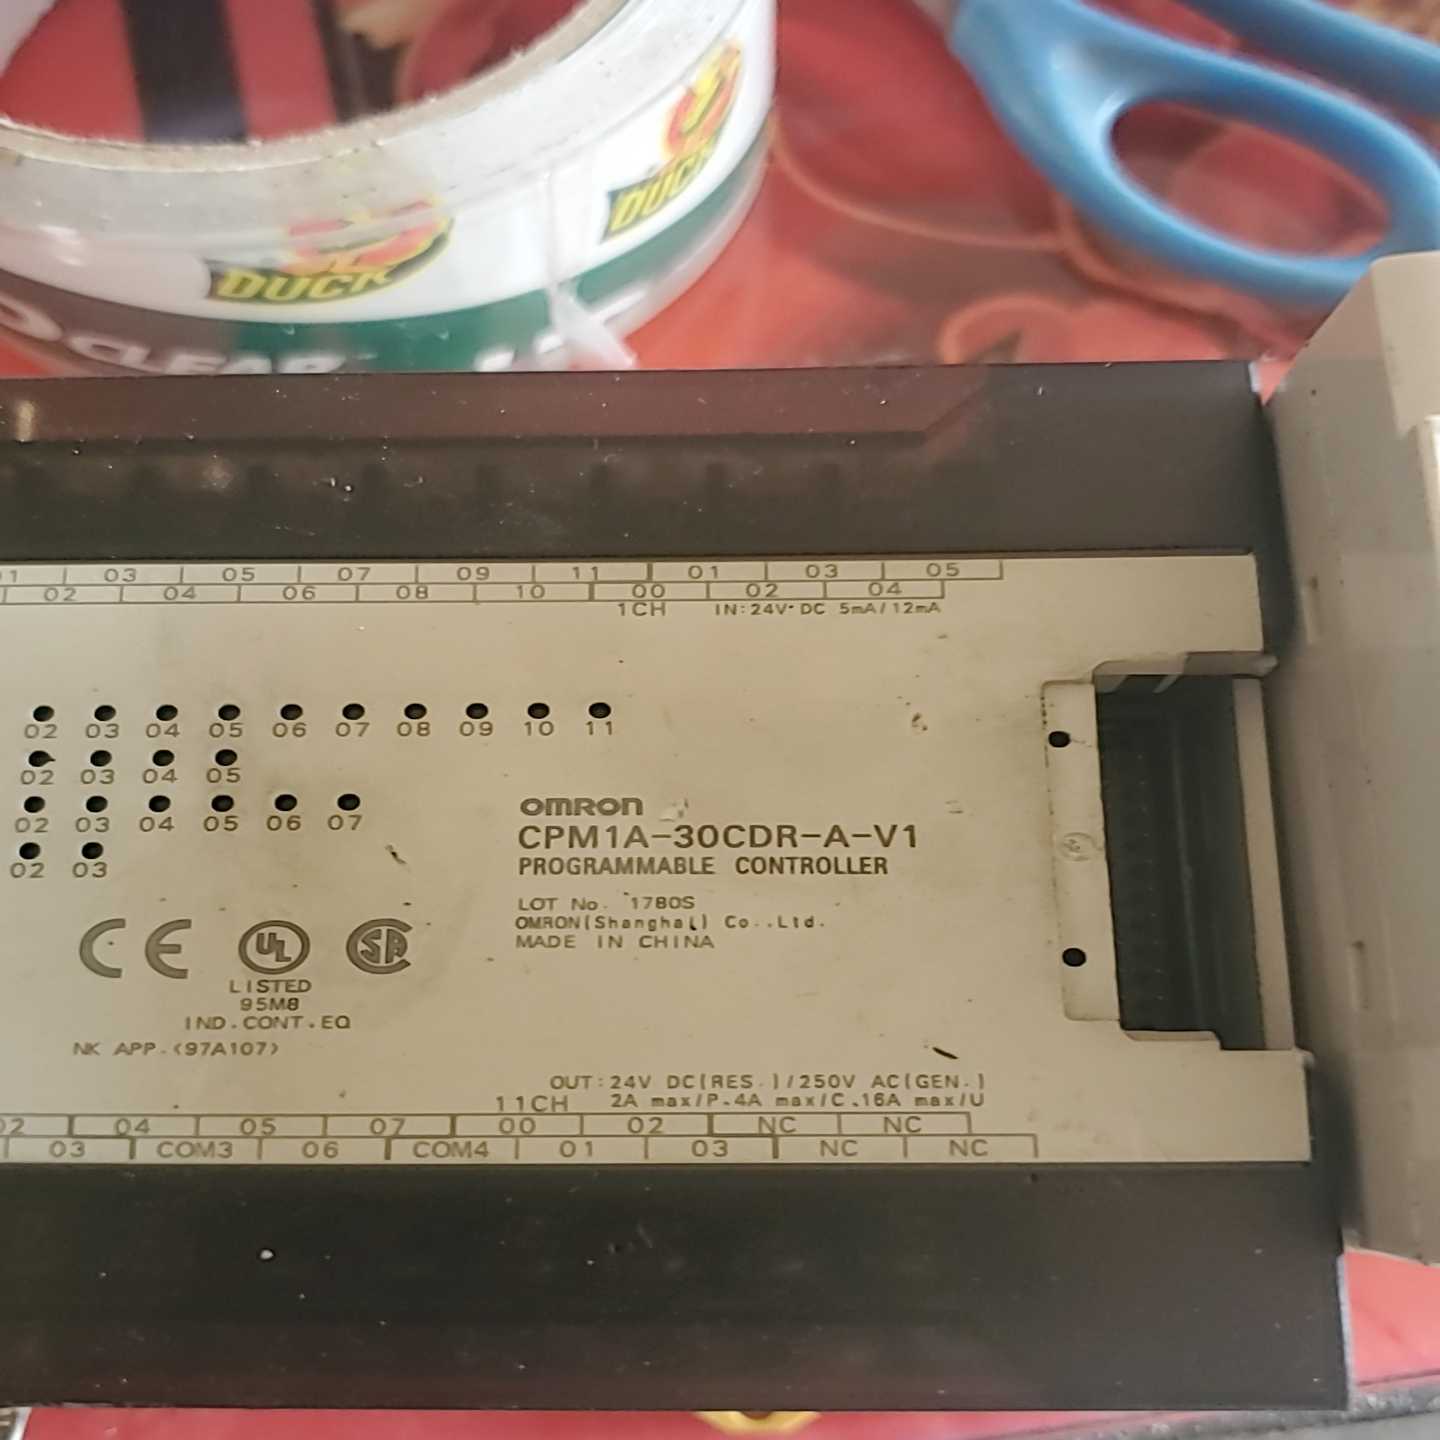 DUCK
DUCK
CLEAR
01 03 05 07 09 11 01 03 05
02 04 06 08 10 00 02 04
1CH IN:24V DC 5mA/12mA
02 03 04 05 06 07 08 09 10 11
02 03 04 05
02 03 04 05 06 07
02 03
OMRON
CPM1A-30CDR-A-V1
PROGRAMMABLE CONTROLLER
LOT No. 1780S
OMRON(Shanghai) Co.,Ltd.
MADE IN CHINA
CE UL SA
LISTED
95M8
IND.CONT.EQ
NK APP.<97A107>
OUT:24V DC(RES.)/250V AC(GEN.)
11CH 2A max/P.4A max/C.16A max/U
02 04 05 07 00 02 NC NC
03 COM3 06 COM4 01 03 NC NC